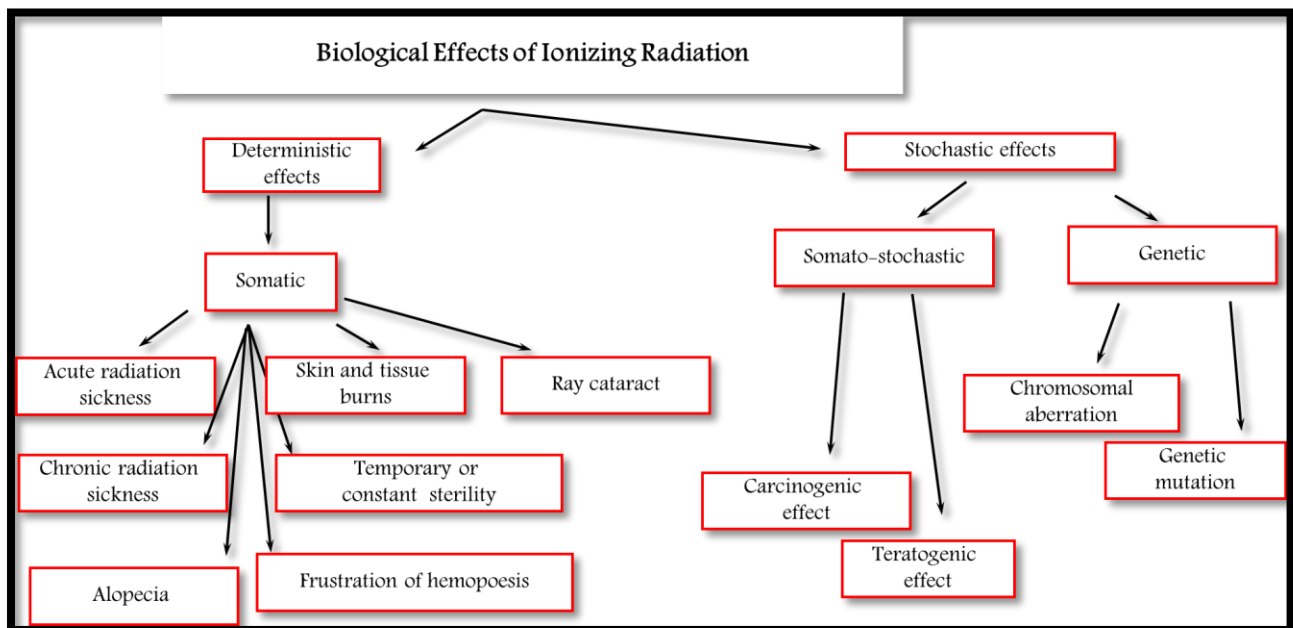 Biological Effects of Ionizing Radiation
Deterministic
effects
Stochastic effects
Somatic
Somato-stochastic
Genetic
Acute radiation
sickness
Skin and tissue
burns
Ray cataract
Chromosomal
aberration
Chronic radiation
sickness
Temporary or
constant sterility
Genetic
mutation
Carcinogenic
effect
Teratogenic
effect
Alopecia
Frustration of hemopoesis